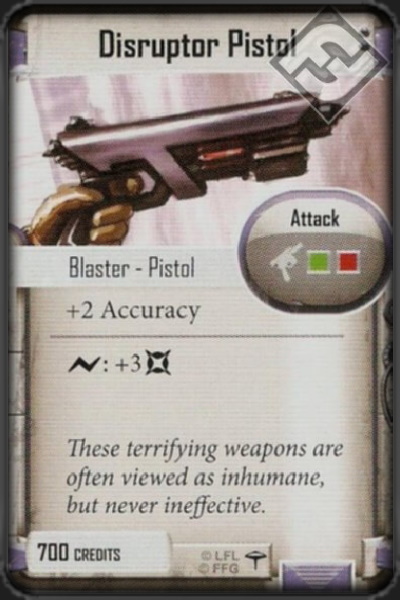 Disruptor Pistol
Attack
Blaster - Pistol
+2 Accuracy
: +3
These terrifying weapons are
often viewed as inhumane,
but never ineffective.
700 CREDITS
© LFL
© FFG